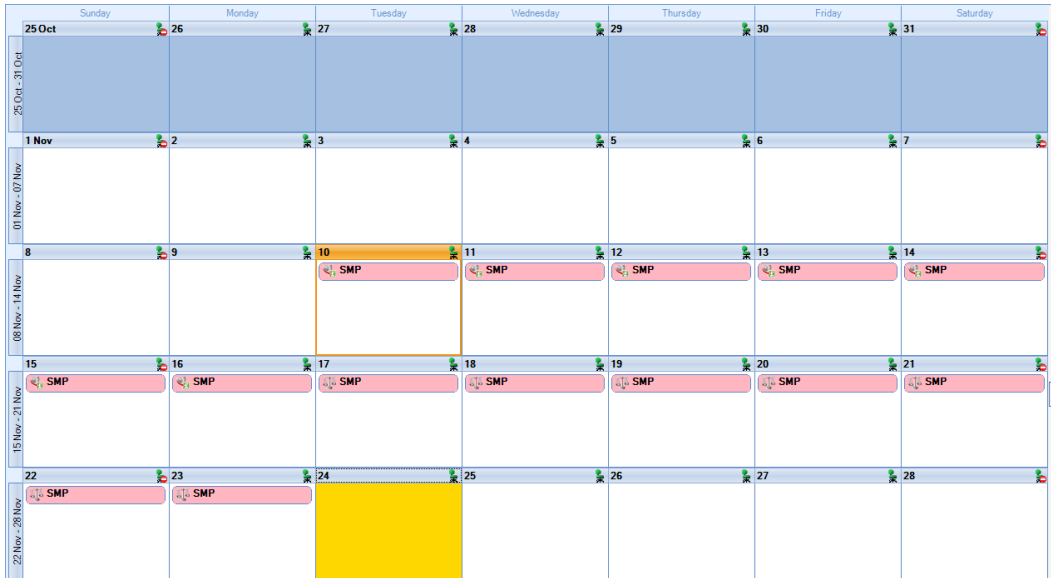 Sunday Monday Tuesday Wednesday Thursday Friday Saturday
25 Oct 26 27 28 29 30 31
25 Oct - 31 Oct
1 Nov 2 3 4 5 6 7
01 Nov - 07 Nov
8 9 10 11 12 13 14
SMP SMP SMP SMP SMP
08 Nov - 14 Nov
15 16 17 18 19 20 21
SMP SMP SMP SMP SMP SMP SMP
15 Nov - 21 Nov
22 23 24 25 26 27 28
SMP SMP
22 Nov - 28 Nov